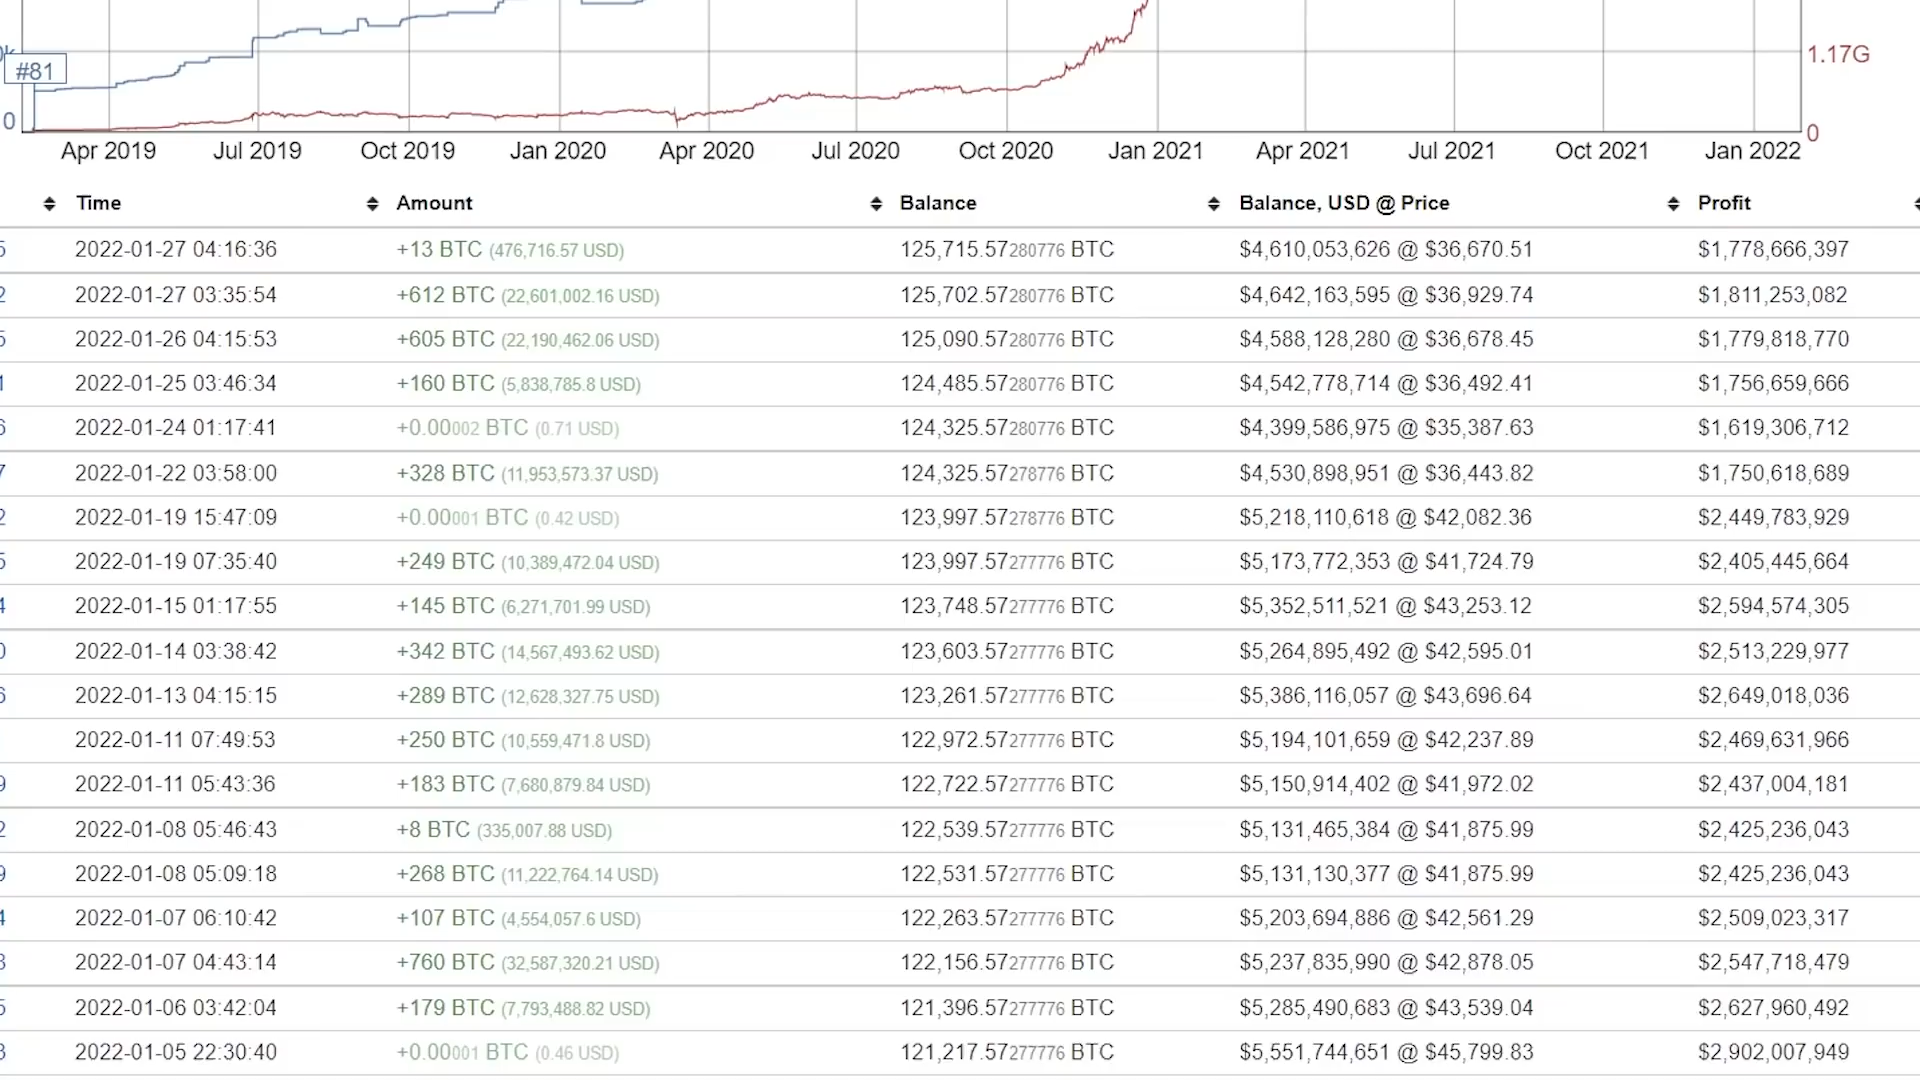 #81
1.17G
0
0
Apr 2019 Jul 2019 Oct 2019 Jan 2020 Apr 2020 Jul 2020 Oct 2020 Jan 2021 Apr 2021 Jul 2021 Oct 2021 Jan 2022
Time Amount Balance Balance, USD @ Price Profit
2022-01-27 04:16:36 +13 BTC (476,716.57 USD) 125,715.57280776 BTC $4,610,053,626 @ $36,670.51 $1,778,666,397
2022-01-27 03:35:54 +612 BTC (22,601,002.16 USD) 125,702.57280776 BTC $4,642,163,595 @ $36,929.74 $1,811,253,082
2022-01-26 04:15:53 +605 BTC (22,190,462.06 USD) 125,090.57280776 BTC $4,588,128,280 @ $36,678.45 $1,779,818,770
2022-01-25 03:46:34 +160 BTC (5,838,785.8 USD) 124,485.57280776 BTC $4,542,778,714 @ $36,492.41 $1,756,659,666
2022-01-24 01:17:41 +0.00002 BTC (0.71 USD) 124,325.57280776 BTC $4,399,586,975 @ $35,387.63 $1,619,306,712
2022-01-22 03:58:00 +328 BTC (11,953,573.37 USD) 124,325.57278776 BTC $4,530,898,951 @ $36,443.82 $1,750,618,689
2022-01-19 15:47:09 +0.00001 BTC (0.42 USD) 123,997.57278776 BTC $5,218,110,618 @ $42,082.36 $2,449,783,929
2022-01-19 07:35:40 +249 BTC (10,389,472.04 USD) 123,997.57277776 BTC $5,173,772,353 @ $41,724.79 $2,405,445,664
2022-01-15 01:17:55 +145 BTC (6,271,701.99 USD) 123,748.57277776 BTC $5,352,511,521 @ $43,253.12 $2,594,574,305
2022-01-14 03:38:42 +342 BTC (14,567,493.62 USD) 123,603.57277776 BTC $5,264,895,492 @ $42,595.01 $2,513,229,977
2022-01-13 04:15:15 +289 BTC (12,628,327.75 USD) 123,261.57277776 BTC $5,386,116,057 @ $43,696.64 $2,649,018,036
2022-01-11 07:49:53 +250 BTC (10,559,471.8 USD) 122,972.57277776 BTC $5,194,101,659 @ $42,237.89 $2,469,631,966
2022-01-11 05:43:36 +183 BTC (7,680,879.84 USD) 122,722.57277776 BTC $5,150,914,402 @ $41,972.02 $2,437,004,181
2022-01-08 05:46:43 +8 BTC (335,007.88 USD) 122,539.57277776 BTC $5,131,465,384 @ $41,875.99 $2,425,236,043
2022-01-08 05:09:18 +268 BTC (11,222,764.14 USD) 122,531.57277776 BTC $5,131,130,377 @ $41,875.99 $2,425,236,043
2022-01-07 06:10:42 +107 BTC (4,554,057.6 USD) 122,263.57277776 BTC $5,203,694,886 @ $42,561.29 $2,509,023,317
2022-01-07 04:43:14 +760 BTC (32,587,320.21 USD) 122,156.57277776 BTC $5,237,835,990 @ $42,878.05 $2,547,718,479
2022-01-06 03:42:04 +179 BTC (7,793,488.82 USD) 121,396.57277776 BTC $5,285,490,683 @ $43,539.04 $2,627,960,492
2022-01-05 22:30:40 +0.00001 BTC (0.46 USD) 121,217.57277776 BTC $5,551,744,651 @ $45,799.83 $2,902,007,949